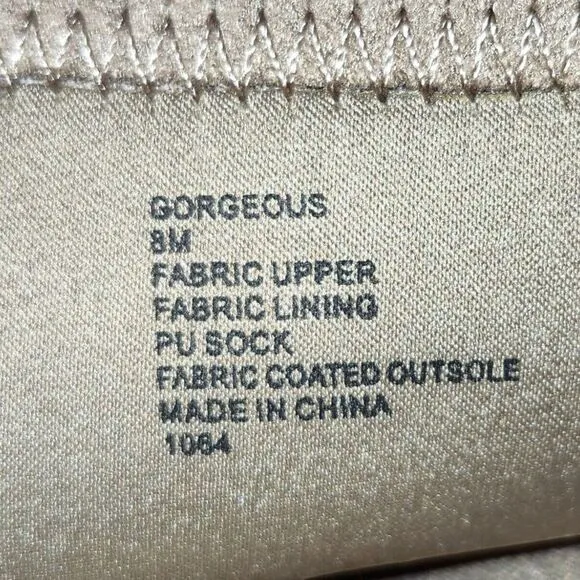 GORGEOUS
8M
FABRIC UPPER
FABRIC LINING
PU SOCK
FABRIC COATED OUTSOLE
MADE IN CHINA
1064